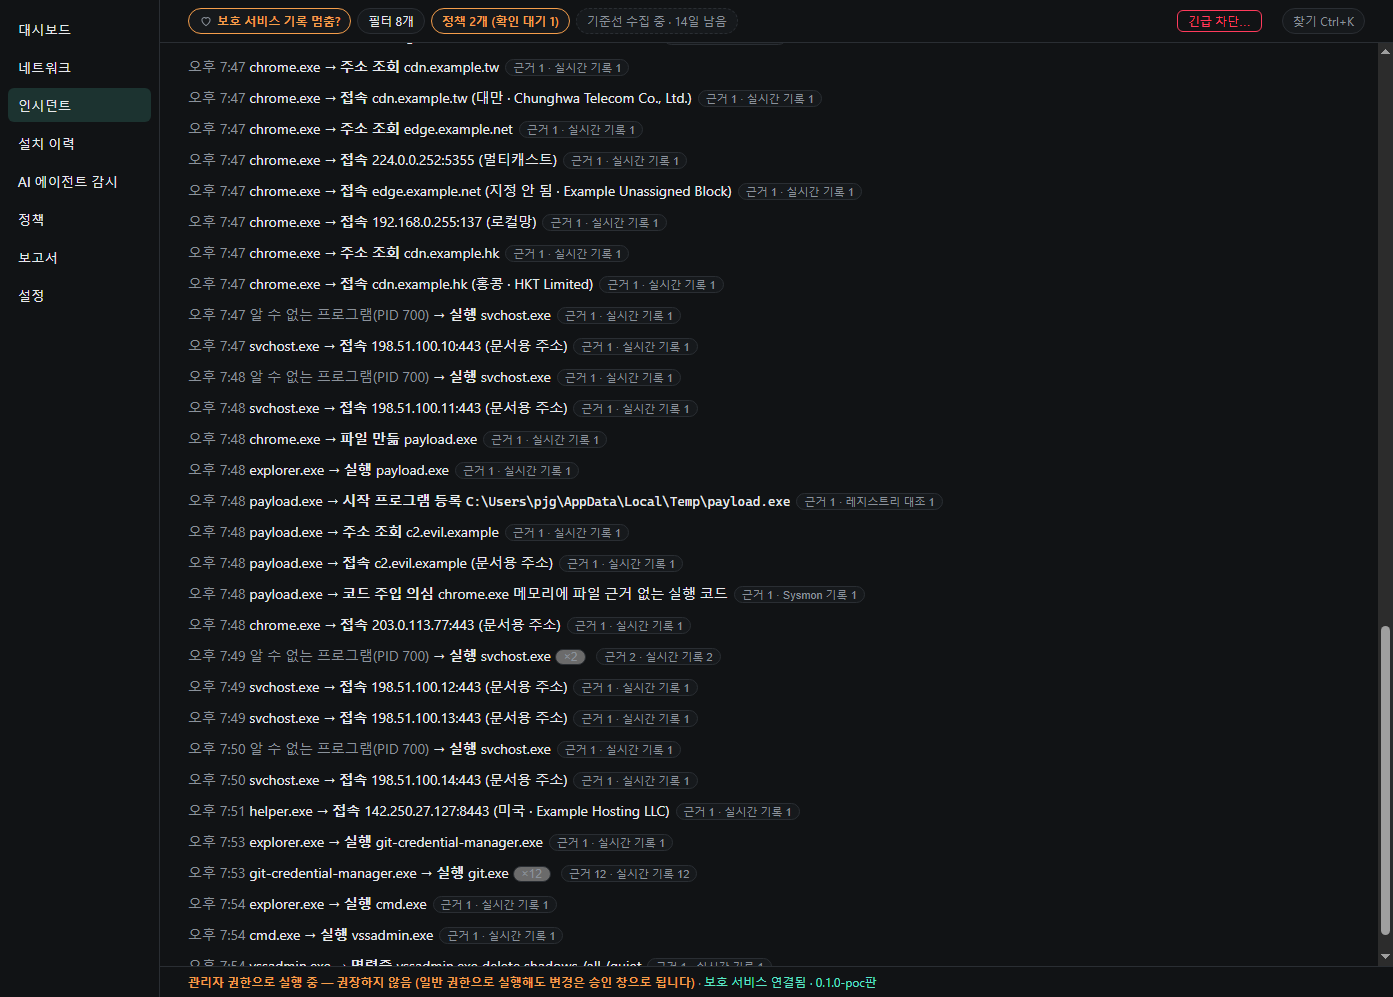 대시보드
네트워크
인시던트
설치 이력
AI 에이전트 감시
정책
보고서
설정
♡ 보호 서비스 기록 멈춤? 필터 8개 정책 2개 (확인 대기 1) 기준선 수집 중 · 14일 남음 긴급 차단... 찾기 Ctrl+K
오후 7:47 chrome.exe → 주소 조회 cdn.example.tw 근거 1 · 실시간 기록 1
오후 7:47 chrome.exe → 접속 cdn.example.tw (대만 · Chunghwa Telecom Co., Ltd.) 근거 1 · 실시간 기록 1
오후 7:47 chrome.exe → 주소 조회 edge.example.net 근거 1 · 실시간 기록 1
오후 7:47 chrome.exe → 접속 224.0.0.252:5355 (멀티캐스트) 근거 1 · 실시간 기록 1
오후 7:47 chrome.exe → 접속 edge.example.net (지정 안 됨 · Example Unassigned Block) 근거 1 · 실시간 기록 1
오후 7:47 chrome.exe → 접속 192.168.0.255:137 (로컬망) 근거 1 · 실시간 기록 1
오후 7:47 chrome.exe → 주소 조회 cdn.example.hk 근거 1 · 실시간 기록 1
오후 7:47 chrome.exe → 접속 cdn.example.hk (홍콩 · HKT Limited) 근거 1 · 실시간 기록 1
오후 7:47 알 수 없는 프로그램(PID 700) → 실행 svchost.exe 근거 1 · 실시간 기록 1
오후 7:47 svchost.exe → 접속 198.51.100.10:443 (문서용 주소) 근거 1 · 실시간 기록 1
오후 7:48 알 수 없는 프로그램(PID 700) → 실행 svchost.exe 근거 1 · 실시간 기록 1
오후 7:48 svchost.exe → 접속 198.51.100.11:443 (문서용 주소) 근거 1 · 실시간 기록 1
오후 7:48 chrome.exe → 파일 만듦 payload.exe 근거 1 · 실시간 기록 1
오후 7:48 explorer.exe → 실행 payload.exe 근거 1 · 실시간 기록 1
오후 7:48 payload.exe → 시작 프로그램 등록 C:\Users\pjg\AppData\Local\Temp\payload.exe 근거 1 · 레지스트리 대조 1
오후 7:48 payload.exe → 주소 조회 c2.evil.example 근거 1 · 실시간 기록 1
오후 7:48 payload.exe → 접속 c2.evil.example (문서용 주소) 근거 1 · 실시간 기록 1
오후 7:48 payload.exe → 코드 주입 의심 chrome.exe 메모리에 파일 근거 없는 실행 코드 근거 1 · Sysmon 기록 1
오후 7:48 chrome.exe → 접속 203.0.113.77:443 (문서용 주소) 근거 1 · 실시간 기록 1
오후 7:49 알 수 없는 프로그램(PID 700) → 실행 svchost.exe ×2 근거 2 · 실시간 기록 2
오후 7:49 svchost.exe → 접속 198.51.100.12:443 (문서용 주소) 근거 1 · 실시간 기록 1
오후 7:49 svchost.exe → 접속 198.51.100.13:443 (문서용 주소) 근거 1 · 실시간 기록 1
오후 7:50 알 수 없는 프로그램(PID 700) → 실행 svchost.exe 근거 1 · 실시간 기록 1
오후 7:50 svchost.exe → 접속 198.51.100.14:443 (문서용 주소) 근거 1 · 실시간 기록 1
오후 7:51 helper.exe → 접속 142.250.27.127:8443 (미국 · Example Hosting LLC) 근거 1 · 실시간 기록 1
오후 7:53 explorer.exe → 실행 git-credential-manager.exe 근거 1 · 실시간 기록 1
오후 7:53 git-credential-manager.exe → 실행 git.exe ×12 근거 12 · 실시간 기록 12
오후 7:54 explorer.exe → 실행 cmd.exe 근거 1 · 실시간 기록 1
오후 7:54 cmd.exe → 실행 vssadmin.exe 근거 1 · 실시간 기록 1
오후 7:54 vssadmin.exe → 명령줄 vssadmin.exe delete shadows /all /quiet 근거 1 · 실시간 기록 1
관리자 권한으로 실행 중 — 권장하지 않음 (일반 권한으로 실행해도 변경은 승인 창으로 됩니다) · 보호 서비스 연결됨 · 0.1.0-poc판